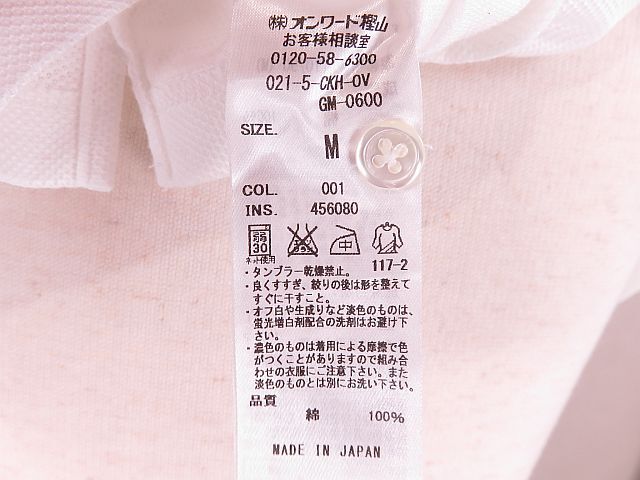 (株)オンワード樫山
お客様相談室
0120-58-6300
021-5-CKH-OV
GM-0600
SIZE.
M
COL. 001
INS. 456080
弱
30
ネット使用
エンソサラシ
中
117-2
・タンブラー乾燥禁止。
・良くすすぎ、絞りの後は形を整えて
すぐに干すこと。
・オフ白や生成りなど淡色のものは、
蛍光増白剤配合の洗剤はお避け下
さい。
・濃色のものは着用による摩擦で色
がつくことがありますので組み合
わせの衣服にご注意下さい。また
淡色のものとは別にお洗い下さい。
品質
綿 100%
MADE IN JAPAN